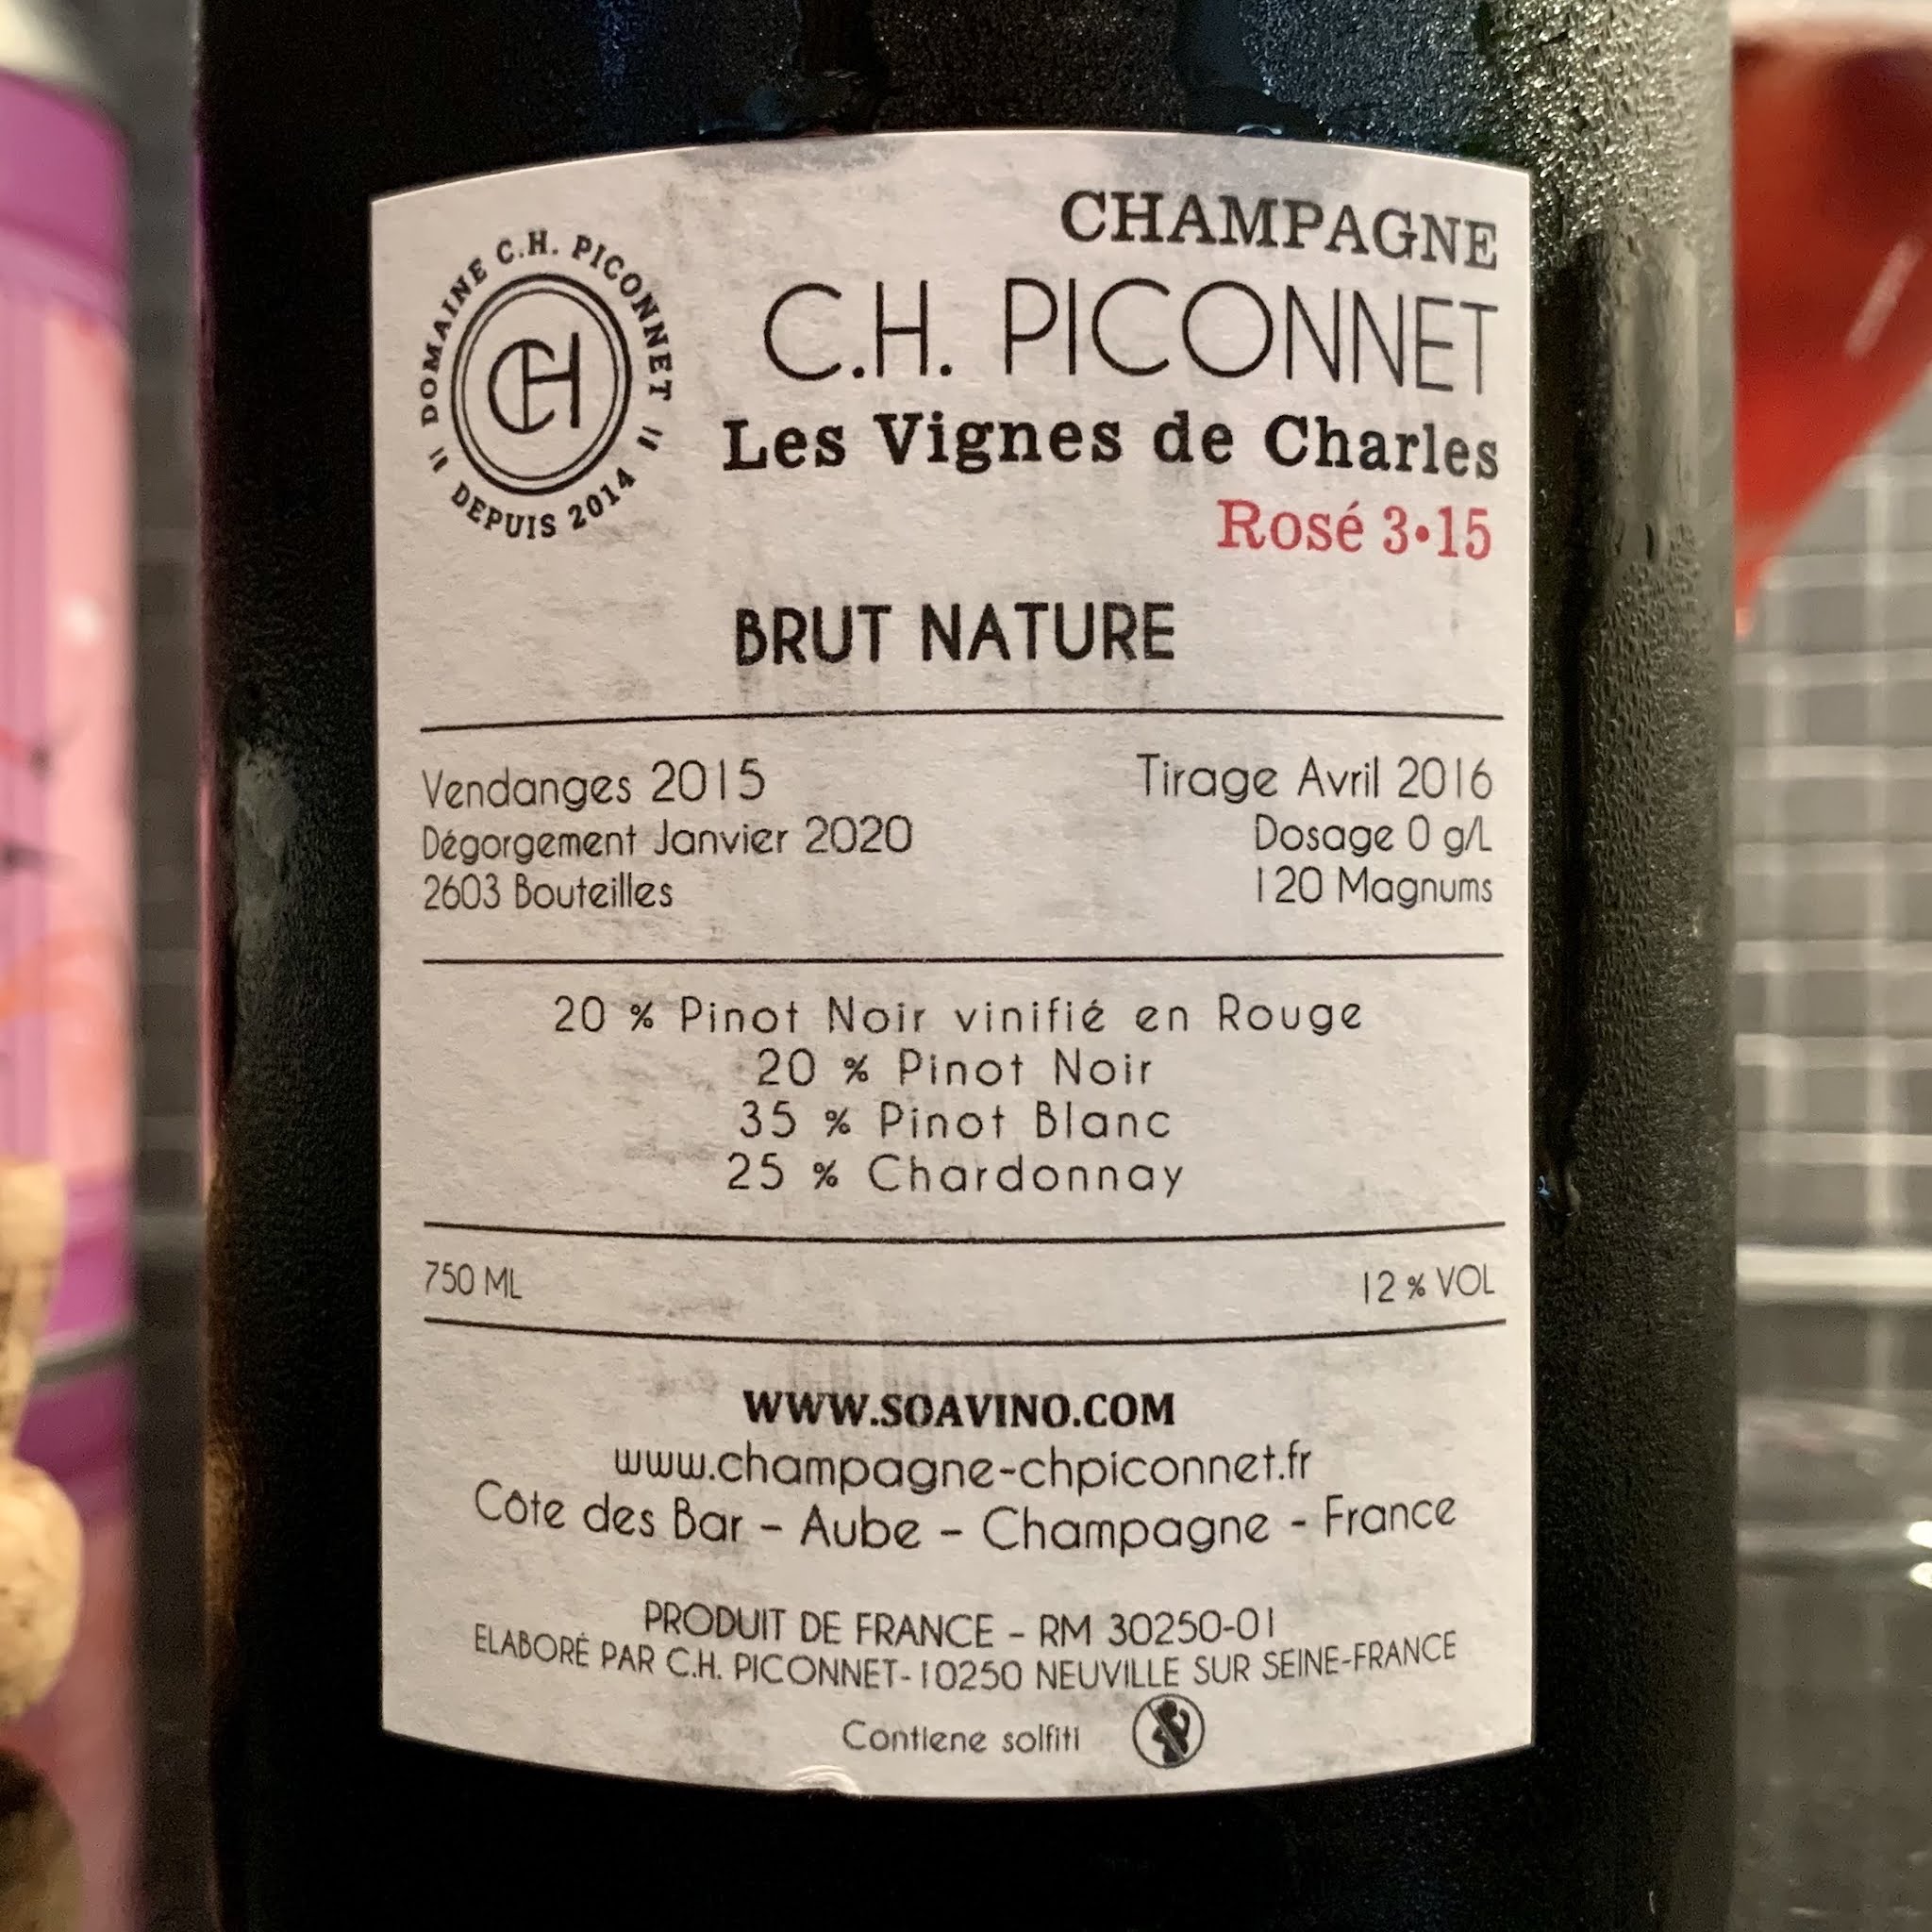 DOMAINE C.H. PICONNET
DEPUIS 2014
CH
CHAMPAGNE
C.H. PICONNET
Les Vignes de Charles
Rosé 3•15
BRUT NATURE
Vendanges 2015
Tirage Avril 2016
Dégorgement Janvier 2020
Dosage 0 g/L
2603 Bouteilles
120 Magnums
20 % Pinot Noir vinifié en Rouge
20 % Pinot Noir
35 % Pinot Blanc
25 % Chardonnay
750 ML
12 % VOL
WWW.SOAVINO.COM
www.champagne-chpiconnet.fr
Côte des Bar - Aube - Champagne - France
PRODUIT DE FRANCE - RM 30250-01
ELABORÉ PAR C.H. PICONNET-10250 NEUVILLE SUR SEINE-FRANCE
Contiene solfiti